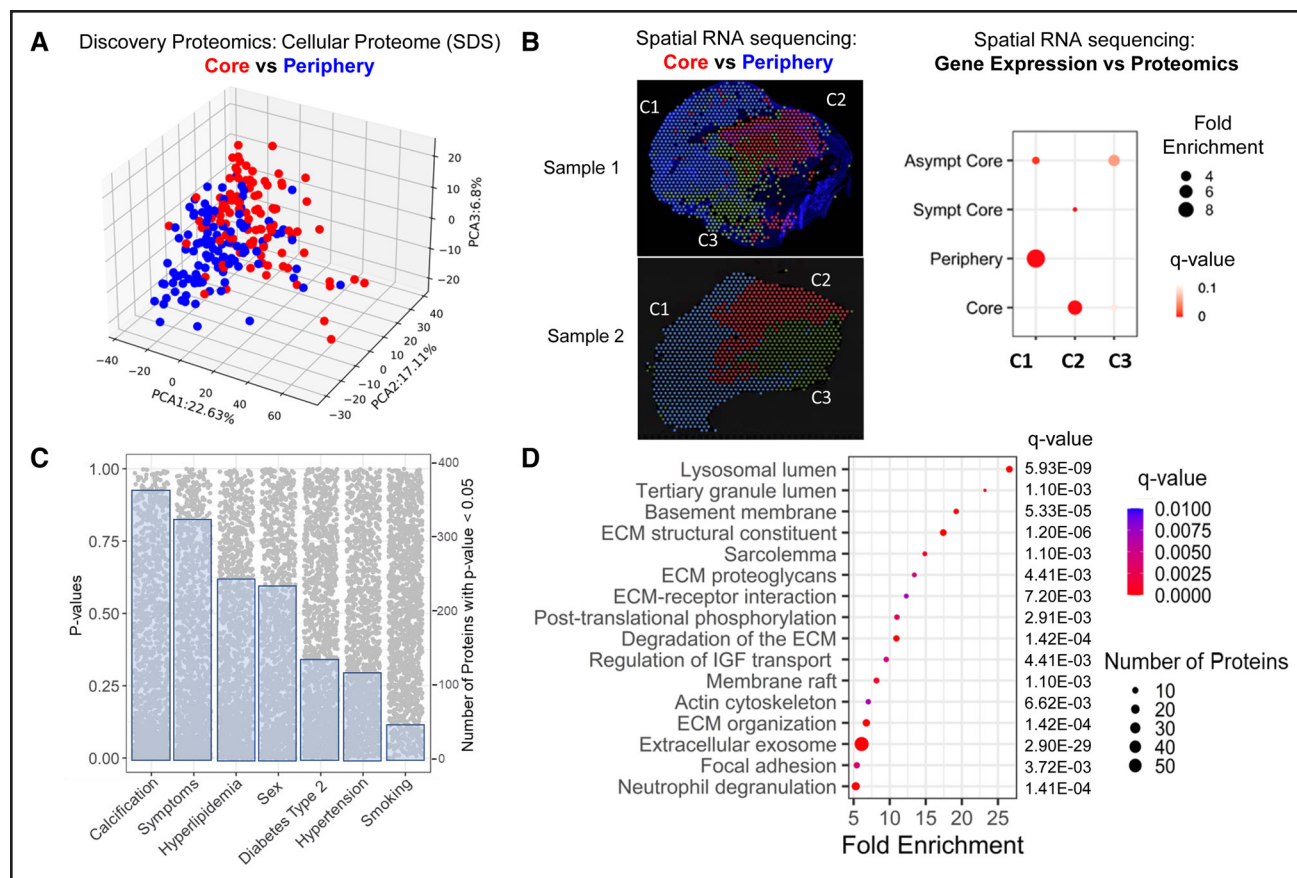 A
Discovery Proteomics: Cellular Proteome (SDS)
Core vs Periphery
20
10
0
−10
−20
PCA3:6.8%
−40
−20
0
20
40
60
PCA1:22.63%
−30
−20
−10
0
10
20
30
40
PCA2:17.11%
B
Spatial RNA sequencing:
Core vs Periphery
Sample 1
C1
C2
C3
Sample 2
C1
C2
C3
Spatial RNA sequencing:
Gene Expression vs Proteomics
Asympt Core
Sympt Core
Periphery
Core
C1
C2
C3
Fold
Enrichment
4
6
8
q-value
0.1
0
C
P-values
1.00
0.75
0.50
0.25
0.00
400
300
200
100
0
Number of Proteins with p-value < 0.05
Calcification
Symptoms
Hyperlipidemia
Sex
Diabetes Type 2
Hypertension
Smoking
D
q-value
Lysosomal lumen 5.93E-09
Tertiary granule lumen 1.10E-03
Basement membrane 5.33E-05
ECM structural constituent 1.20E-06
Sarcolemma 1.10E-03
ECM proteoglycans 4.41E-03
ECM-receptor interaction 7.20E-03
Post-translational phosphorylation 2.91E-03
Degradation of the ECM 1.42E-04
Regulation of IGF transport 4.41E-03
Membrane raft 1.10E-03
Actin cytoskeleton 6.62E-03
ECM organization 1.42E-04
Extracellular exosome 2.90E-29
Focal adhesion 3.72E-03
Neutrophil degranulation 1.41E-04
5 10 15 20 25
Fold Enrichment
q-value
0.0100
0.0075
0.0050
0.0025
0.0000
Number of Proteins
10
20
30
40
50